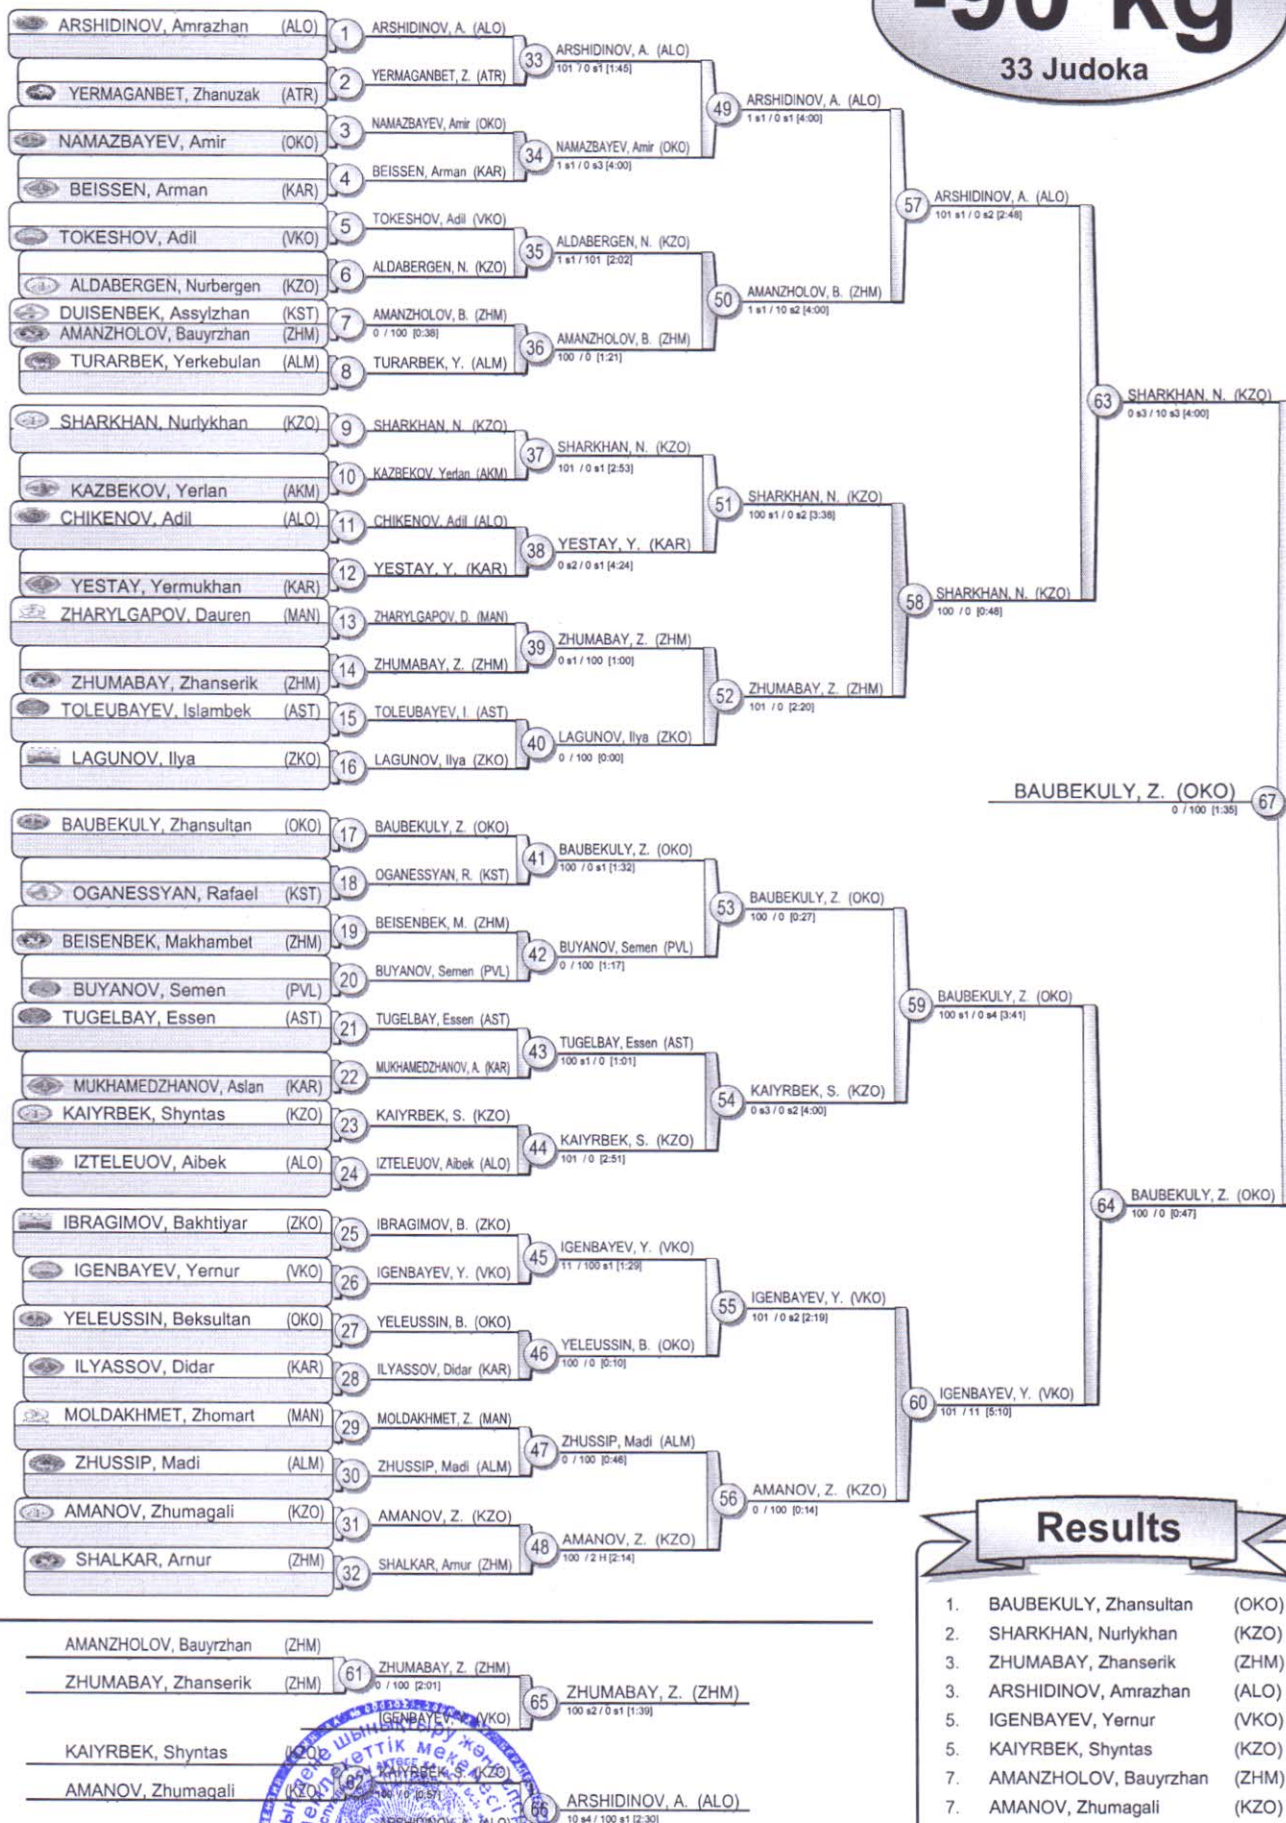 -90 kg
33 Judoka
ARSHIDINOV, Amrazhan (ALO)
YERMAGANBET, Zhanuzak (ATR)
NAMAZBAYEV, Amir (OKO)
BEISSEN, Arman (KAR)
TOKESHOV, Adil (VKO)
ALDABERGEN, Nurbergen (KZO)
DUISENBEK, Assylzhan (KST)
AMANZHOLOV, Bauyrzhan (ZHM)
TURARBEK, Yerkebulan (ALM)
SHARKHAN, Nurlykhan (KZO)
KAZBEKOV, Yerlan (AKM)
CHIKENOV, Adil (ALO)
YESTAY, Yermukhan (KAR)
ZHARYLGAPOV, Dauren (MAN)
ZHUMABAY, Zhanserik (ZHM)
TOLEUBAYEV, Islambek (AST)
LAGUNOV, Ilya (ZKO)
BAUBEKULY, Zhansultan (OKO)
OGANESSYAN, Rafael (KST)
BEISENBEK, Makhambet (ZHM)
BUYANOV, Semen (PVL)
TUGELBAY, Essen (AST)
MUKHAMEDZHANOV, Aslan (KAR)
KAIYRBEK, Shyntas (KZO)
IZTELEUOV, Aibek (ALO)
IBRAGIMOV, Bakhtiyar (ZKO)
IGENBAYEV, Yernur (VKO)
YELEUSSIN, Beksultan (OKO)
ILYASSOV, Didar (KAR)
MOLDAKHMET, Zhomart (MAN)
ZHUSSIP, Madi (ALM)
AMANOV, Zhumagali (KZO)
SHALKAR, Arnur (ZHM)
1 ARSHIDINOV, A. (ALO)
2 YERMAGANBET, Z. (ATR)
3 NAMAZBAYEV, Amir (OKO)
4 BEISSEN, Arman (KAR)
5 TOKESHOV, Adil (VKO)
6 ALDABERGEN, N. (KZO)
7 AMANZHOLOV, B. (ZHM)
0 / 100 [0:38]
8 TURARBEK, Y. (ALM)
9 SHARKHAN, N. (KZO)
10 KAZBEKOV, Yerlan (AKM)
11 CHIKENOV, Adil (ALO)
12 YESTAY, Y. (KAR)
13 ZHARYLGAPOV, D. (MAN)
14 ZHUMABAY, Z. (ZHM)
15 TOLEUBAYEV, I. (AST)
16 LAGUNOV, Ilya (ZKO)
17 BAUBEKULY, Z. (OKO)
18 OGANESSYAN, R. (KST)
19 BEISENBEK, M. (ZHM)
20 BUYANOV, Semen (PVL)
21 TUGELBAY, Essen (AST)
22 MUKHAMEDZHANOV, A. (KAR)
23 KAIYRBEK, S. (KZO)
24 IZTELEUOV, Aibek (ALO)
25 IBRAGIMOV, B. (ZKO)
26 IGENBAYEV, Y. (VKO)
27 YELEUSSIN, B. (OKO)
28 ILYASSOV, Didar (KAR)
29 MOLDAKHMET, Z. (MAN)
30 ZHUSSIP, Madi (ALM)
31 AMANOV, Z. (KZO)
32 SHALKAR, Arnur (ZHM)
33 ARSHIDINOV, A. (ALO)
101 / 0 s1 [1:45]
34 NAMAZBAYEV, Amir (OKO)
1 s1 / 0 s3 [4:00]
35 ALDABERGEN, N. (KZO)
1 s1 / 101 [2:02]
36 AMANZHOLOV, B. (ZHM)
100 / 0 [1:21]
37 SHARKHAN, N. (KZO)
101 / 0 s1 [2:53]
38 YESTAY, Y. (KAR)
0 s2 / 0 s1 [4:24]
39 ZHUMABAY, Z. (ZHM)
0 s1 / 100 [1:00]
40 LAGUNOV, Ilya (ZKO)
0 / 100 [0:00]
41 BAUBEKULY, Z. (OKO)
100 / 0 s1 [1:32]
42 BUYANOV, Semen (PVL)
0 / 100 [1:17]
43 TUGELBAY, Essen (AST)
100 s1 / 0 [1:01]
44 KAIYRBEK, S. (KZO)
101 / 0 [2:51]
45 IGENBAYEV, Y. (VKO)
11 / 100 s1 [1:29]
46 YELEUSSIN, B. (OKO)
100 / 0 [0:10]
47 ZHUSSIP, Madi (ALM)
0 / 100 [0:46]
48 AMANOV, Z. (KZO)
100 / 2 H [2:14]
49 ARSHIDINOV, A. (ALO)
1 s1 / 0 s1 [4:00]
50 AMANZHOLOV, B. (ZHM)
1 s1 / 10 s2 [4:00]
51 SHARKHAN, N. (KZO)
100 s1 / 0 s2 [3:38]
52 ZHUMABAY, Z. (ZHM)
101 / 0 [2:20]
53 BAUBEKULY, Z. (OKO)
100 / 0 [0:27]
54 KAIYRBEK, S. (KZO)
0 s3 / 0 s2 [4:00]
55 IGENBAYEV, Y. (VKO)
101 / 0 s2 [2:19]
56 AMANOV, Z. (KZO)
0 / 100 [0:14]
57 ARSHIDINOV, A. (ALO)
101 s1 / 0 s2 [2:48]
58 SHARKHAN, N. (KZO)
100 / 0 [0:48]
59 BAUBEKULY, Z. (OKO)
100 s1 / 0 s4 [3:41]
60 IGENBAYEV, Y. (VKO)
101 / 11 [5:10]
63 SHARKHAN, N. (KZO)
0 s3 / 10 s3 [4:00]
64 BAUBEKULY, Z. (OKO)
100 / 0 [0:47]
BAUBEKULY, Z. (OKO) 67
0 / 100 [1:35]
AMANZHOLOV, Bauyrzhan (ZHM)
ZHUMABAY, Zhanserik (ZHM)
61 ZHUMABAY, Z. (ZHM)
0 / 100 [2:01]
IGENBAYEV, Y. (VKO)
65 ZHUMABAY, Z. (ZHM)
100 s2 / 0 s1 [1:39]
KAIYRBEK, Shyntas (KZO)
AMANOV, Zhumagali (KZO)
62 KAIYRBEK, S. (KZO)
100 / 0 [0:57]
ARSHIDINOV, A. (ALO)
66 ARSHIDINOV, A. (ALO)
10 s4 / 100 s1 [2:30]
Results
1. BAUBEKULY, Zhansultan (OKO)
2. SHARKHAN, Nurlykhan (KZO)
3. ZHUMABAY, Zhanserik (ZHM)
3. ARSHIDINOV, Amrazhan (ALO)
5. IGENBAYEV, Yernur (VKO)
5. KAIYRBEK, Shyntas (KZO)
7. AMANZHOLOV, Bauyrzhan (ZHM)
7. AMANOV, Zhumagali (KZO)